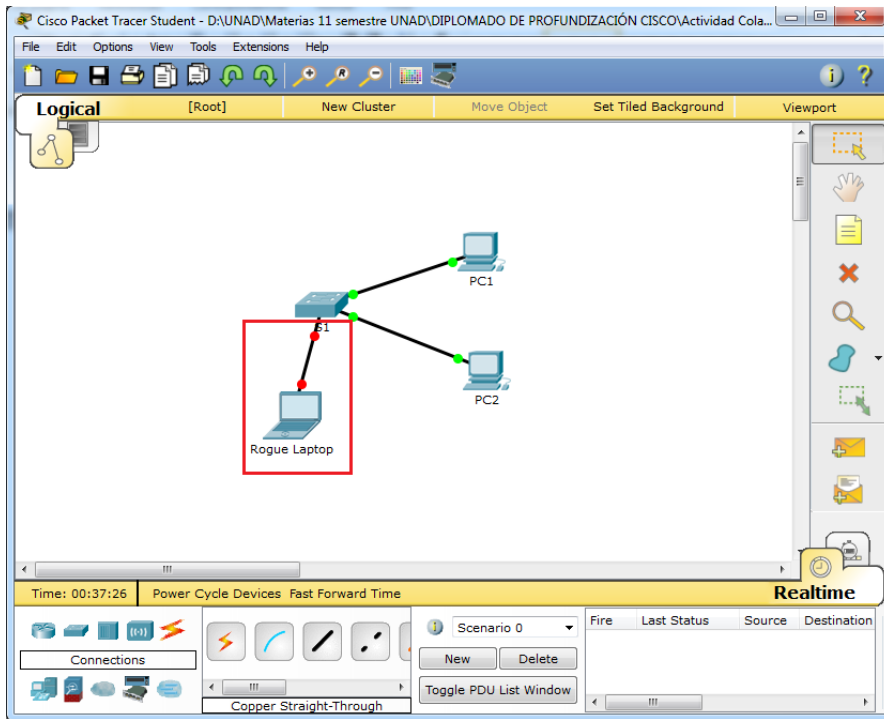 Cisco Packet Tracer Student - D:\UNAD\Materias 11 semestre UNAD\DIPLOMADO DE PROFUNDIZACIÓN CISCO\Actividad Cola...
File Edit Options View Tools Extensions Help
Logical [Root] New Cluster Move Object Set Tiled Background Viewport
PC1
S1
PC2
Rogue Laptop
Time: 00:37:26 Power Cycle Devices Fast Forward Time Realtime
Scenario 0 Fire Last Status Source Destination
Connections New Delete
Toggle PDU List Window
Copper Straight-Through